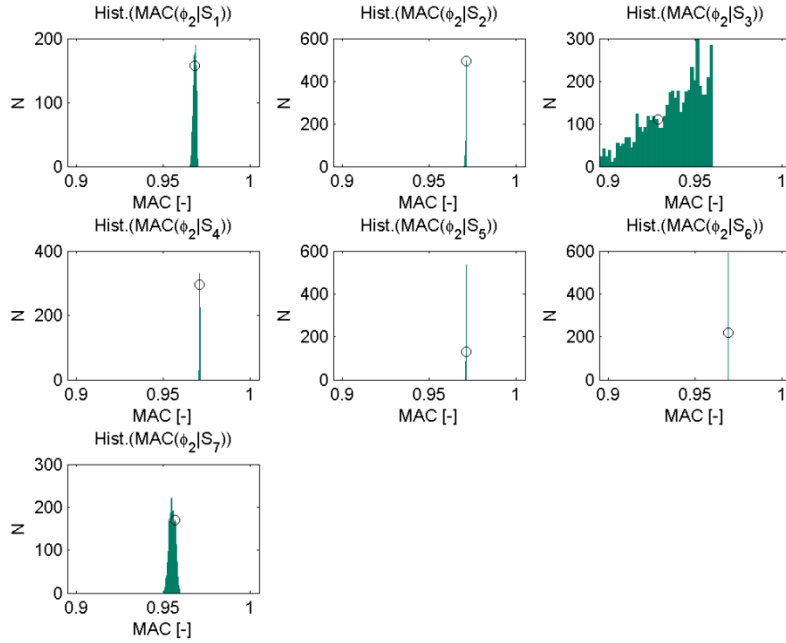 Hist.(MAC(ϕ₂|S₁))
200
100
0
N
0.9 0.95 1
MAC [-]
Hist.(MAC(ϕ₂|S₂))
600
400
200
0
N
0.9 0.95 1
MAC [-]
Hist.(MAC(ϕ₂|S₃))
300
200
100
0
N
0.9 0.95 1
MAC [-]
Hist.(MAC(ϕ₂|S₄))
400
200
0
N
0.9 0.95 1
MAC [-]
Hist.(MAC(ϕ₂|S₅))
600
400
200
0
N
0.9 0.95 1
MAC [-]
Hist.(MAC(ϕ₂|S₆))
600
400
200
0
N
0.9 0.95 1
MAC [-]
Hist.(MAC(ϕ₂|S₇))
300
200
100
0
N
0.9 0.95 1
MAC [-]